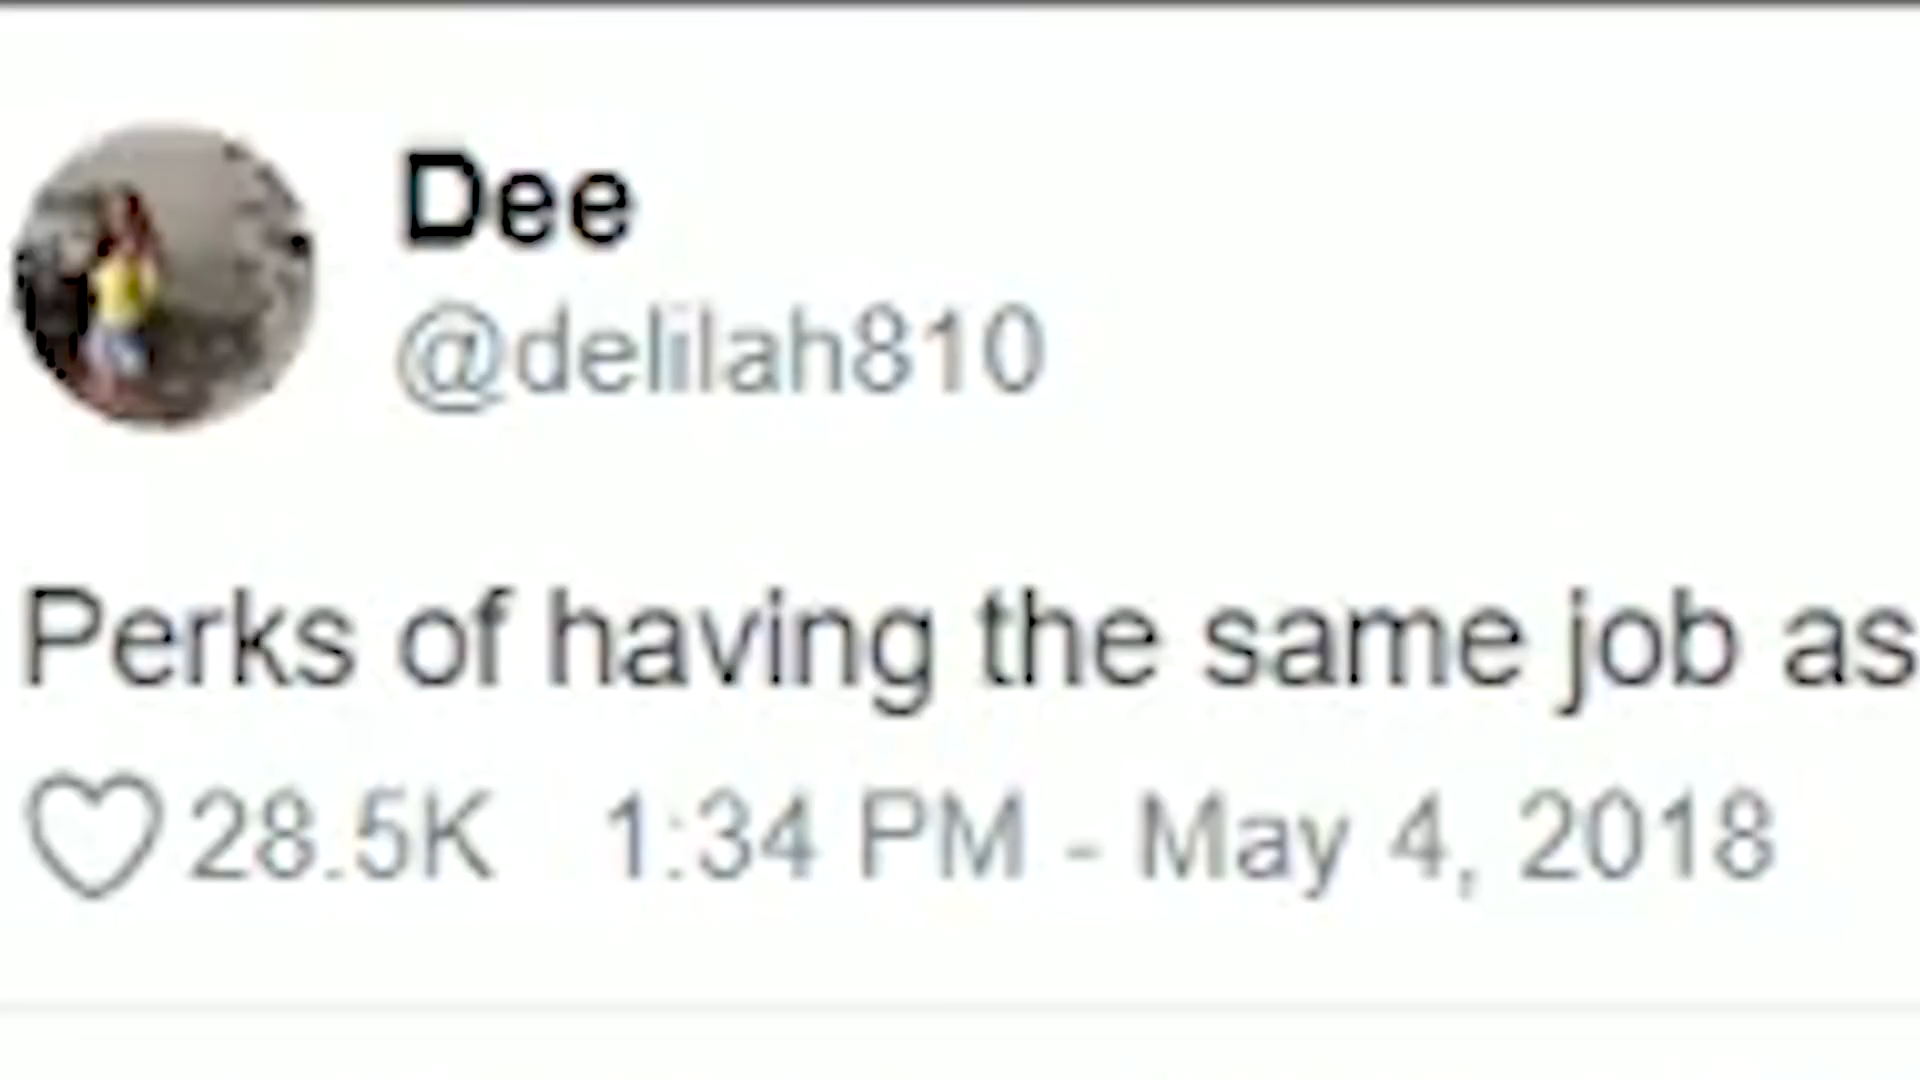 Dee
@delilah810
Perks of having the same job as
28.5K 1:34 PM - May 4, 2018